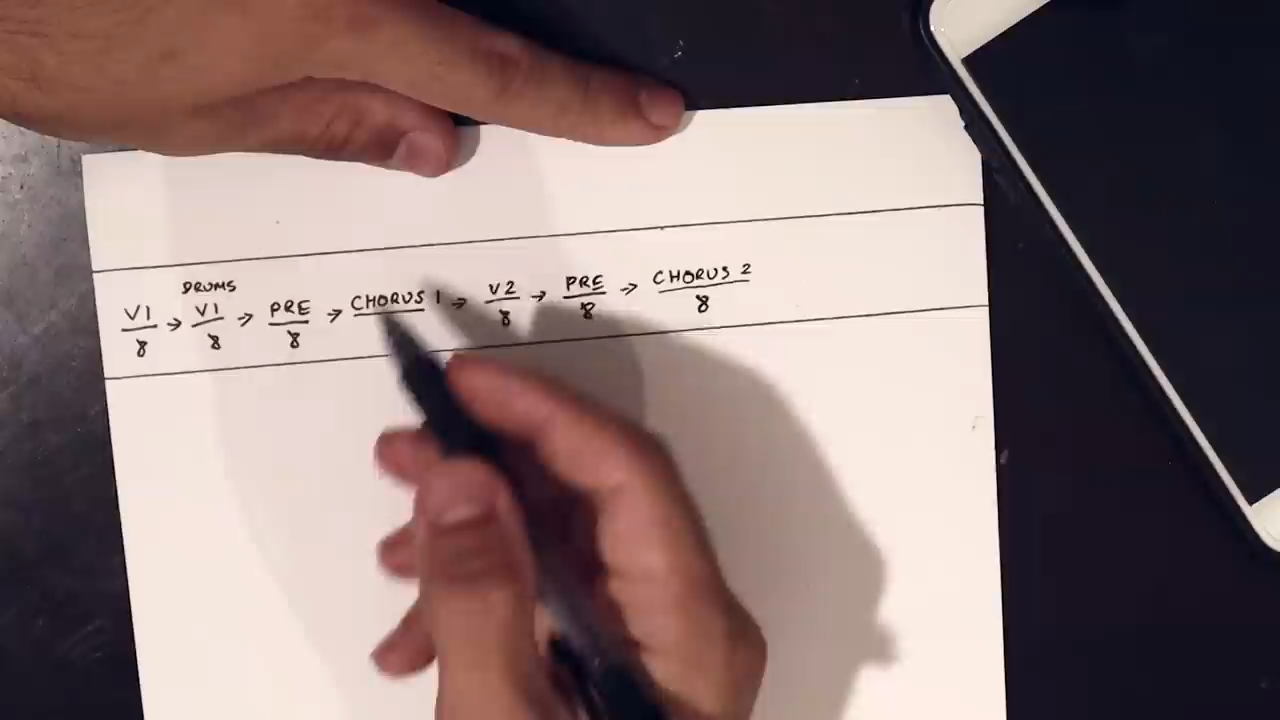 DRUMS
V1 → V1 → PRE → CHORUS 1 → V2 → PRE → CHORUS 2
8 8 8 8 8 8